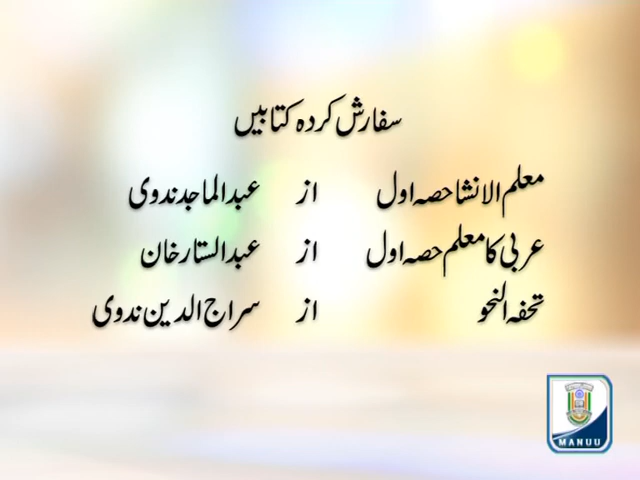 سفارش کردہ کتابیں
معلم الانشا حصہ اول از عبدالماجد ندوی
عربی کا معلم حصہ اول از عبدالستار خان
تحفہ النحو از سراج الدین ندوی
MANUU